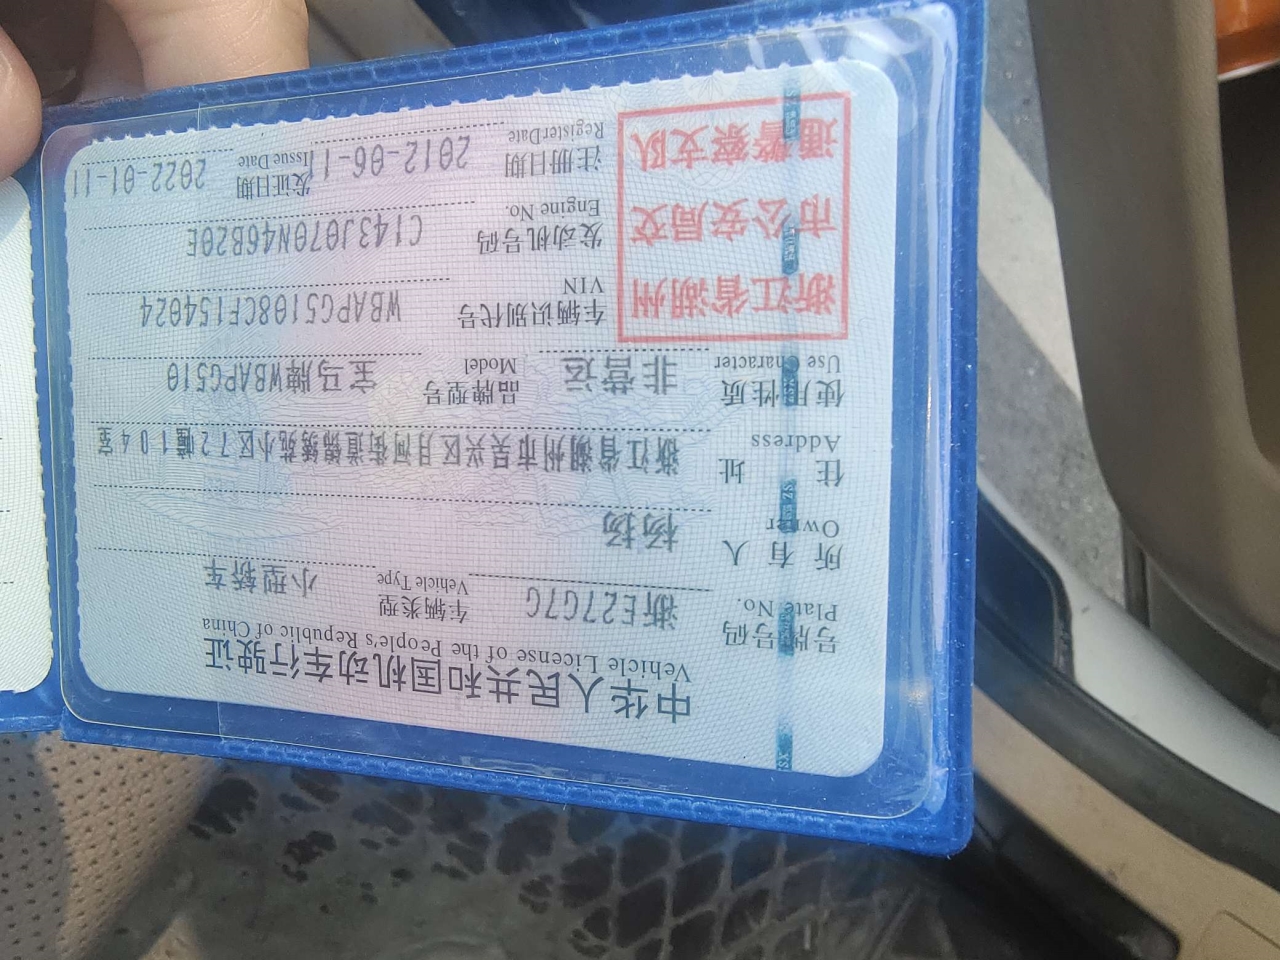 中华人民共和国机动车行驶证
Vehicle License of the People's Republic of China
号牌号码 浙E27G7G 车辆类型 小型轿车
Plate No. Vehicle Type
所有人 杨扬
Owner
住址 浙江省湖州市吴兴区月河街道锦绣苑小区72幢104室
Address
使用性质 非营运 品牌型号 宝马牌WBAPG510
Use Character Model
浙江省湖州
市公安局交
通警察支队
车辆识别代号 WBAPG5108CF154024
VIN
发动机号码 C143J070N46B20E
Engine No.
注册日期 2012-06-11 发证日期 2022-01-11
Register Date Issue Date